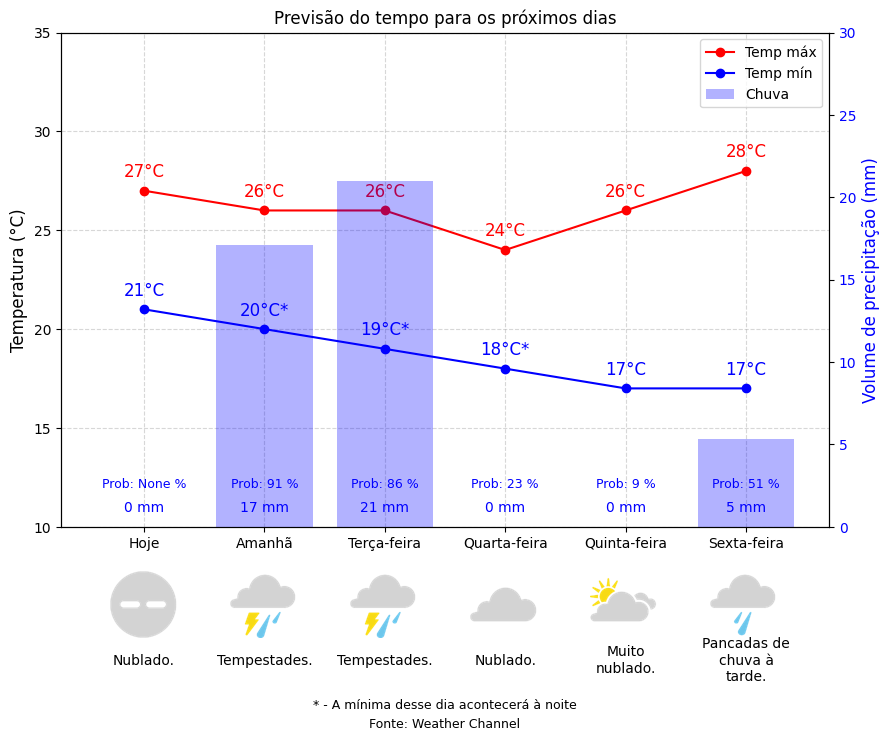 Previsão do tempo para os próximos dias
35
30
25
20
15
10
Temperatura (°C)
30
25
20
15
10
5
0
Volume de precipitação (mm)
Temp máx
Temp mín
Chuva
27°C 26°C 26°C 24°C 26°C 28°C
21°C 20°C* 19°C* 18°C* 17°C 17°C
Prob: None % Prob: 91 % Prob: 86 % Prob: 23 % Prob: 9 % Prob: 51 %
0 mm 17 mm 21 mm 0 mm 0 mm 5 mm
Hoje Amanhã Terça-feira Quarta-feira Quinta-feira Sexta-feira
Nublado.
Tempestades.
Tempestades.
Nublado.
Muito
nublado.
Pancadas de
chuva à
tarde.
* - A mínima desse dia acontecerá à noite
Fonte: Weather Channel